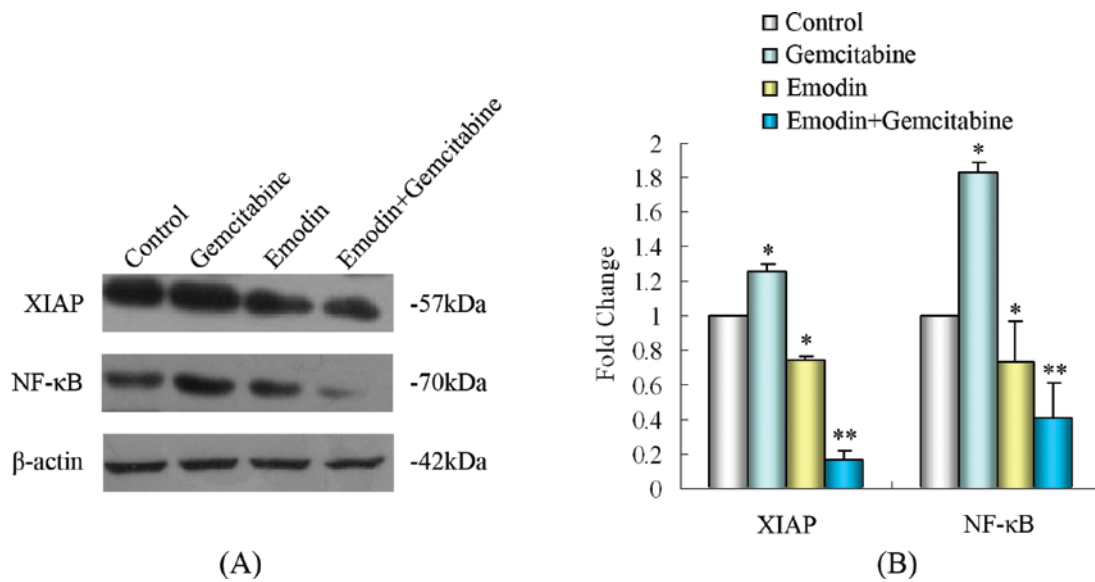 Control
Gemcitabine
Emodin
Emodin+Gemcitabine
XIAP
-57kDa
NF-κB
-70kDa
β-actin
-42kDa
(A)
Control
Gemcitabine
Emodin
Emodin+Gemcitabine
Fold Change
2
1.8
1.6
1.4
1.2
1
0.8
0.6
0.4
0.2
0
*
*
**
*
*
**
XIAP
NF-κB
(B)